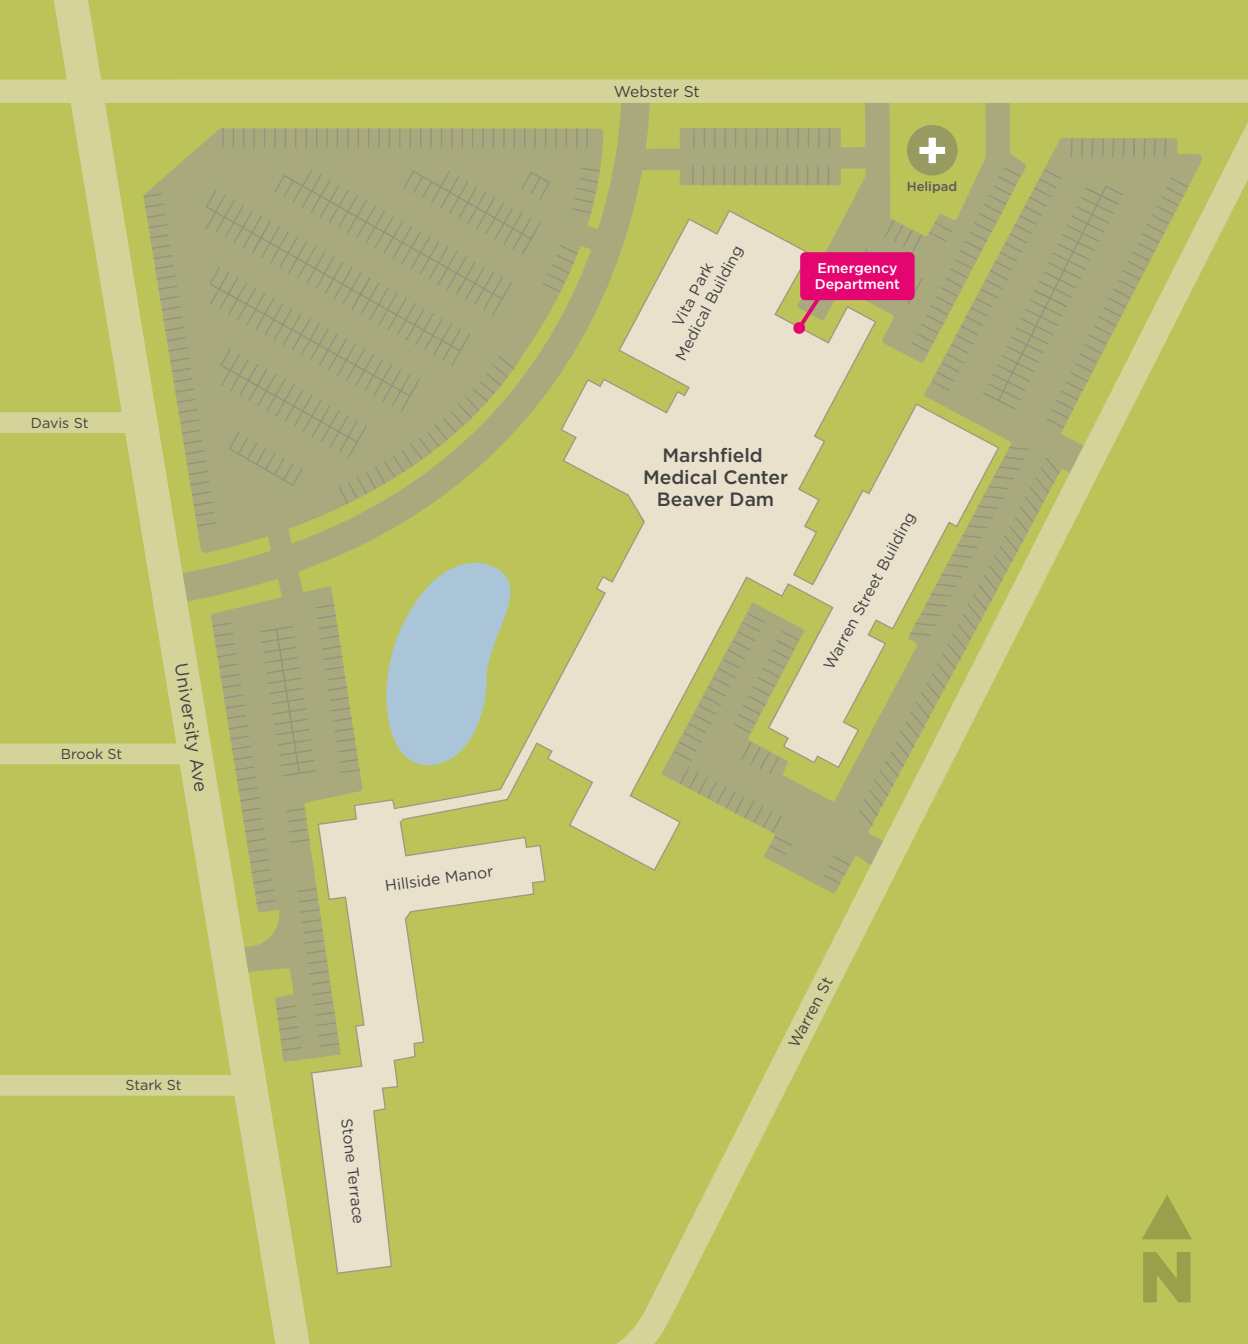 Webster St
Helipad
Emergency
Department
Vita Park
Medical Building
Davis St
Marshfield
Medical Center
Beaver Dam
Warren Street Building
University Ave
Brook St
Hillside Manor
Warren St
Stark St
Stone Terrace
N